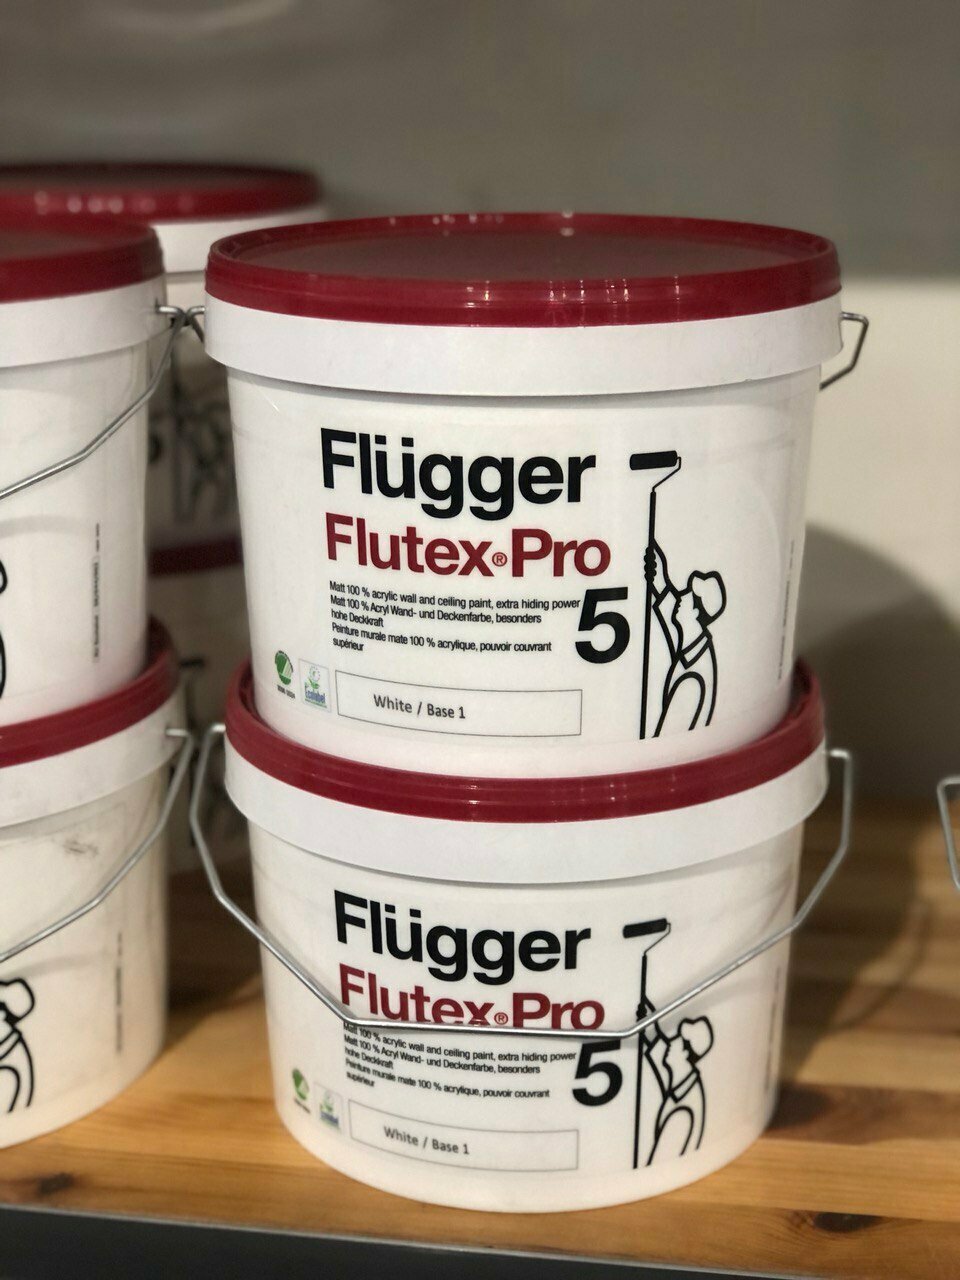 Flügger
Flutex® Pro
5
Matt 100 % acrylic wall and ceiling paint, extra hiding power
Matt 100 % Acryl Wand- und Deckenfarbe, besonders
hohe Deckkraft
Peinture murale mate 100 % acrylique, pouvoir couvrant
supérieur
Ecolabel
White / Base 1
Flügger
Flutex® Pro
5
Matt 100 % acrylic wall and ceiling paint, extra hiding power
Matt 100 % Acryl Wand- und Deckenfarbe, besonders
hohe Deckkraft
Peinture murale mate 100 % acrylique, pouvoir couvrant
supérieur
White / Base 1